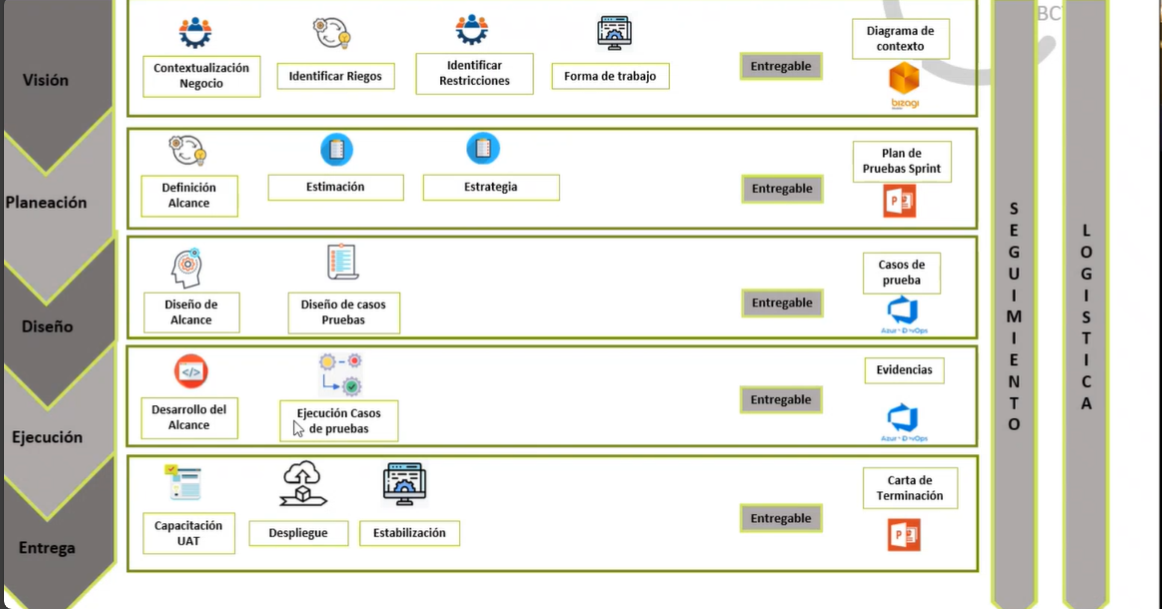 BC
Visión
Contextualización
Negocio
Identificar Riegos
Identificar
Restricciones
Forma de trabajo
Entregable
Diagrama de
contexto
bizagi
Planeación
Definición
Alcance
Estimación
Estrategia
Entregable
Plan de
Pruebas Sprint
P
Diseño
Diseño de
Alcance
Diseño de casos
Pruebas
Entregable
Casos de
prueba
Azure DevOps
Ejecución
</>
Desarrollo del
Alcance
Ejecución Casos
de pruebas
Entregable
Evidencias
Azure DevOps
Entrega
Capacitación
UAT
Despliegue
Estabilización
Entregable
Carta de
Terminación
P
SEGUIMIENTO
LOGISTICA